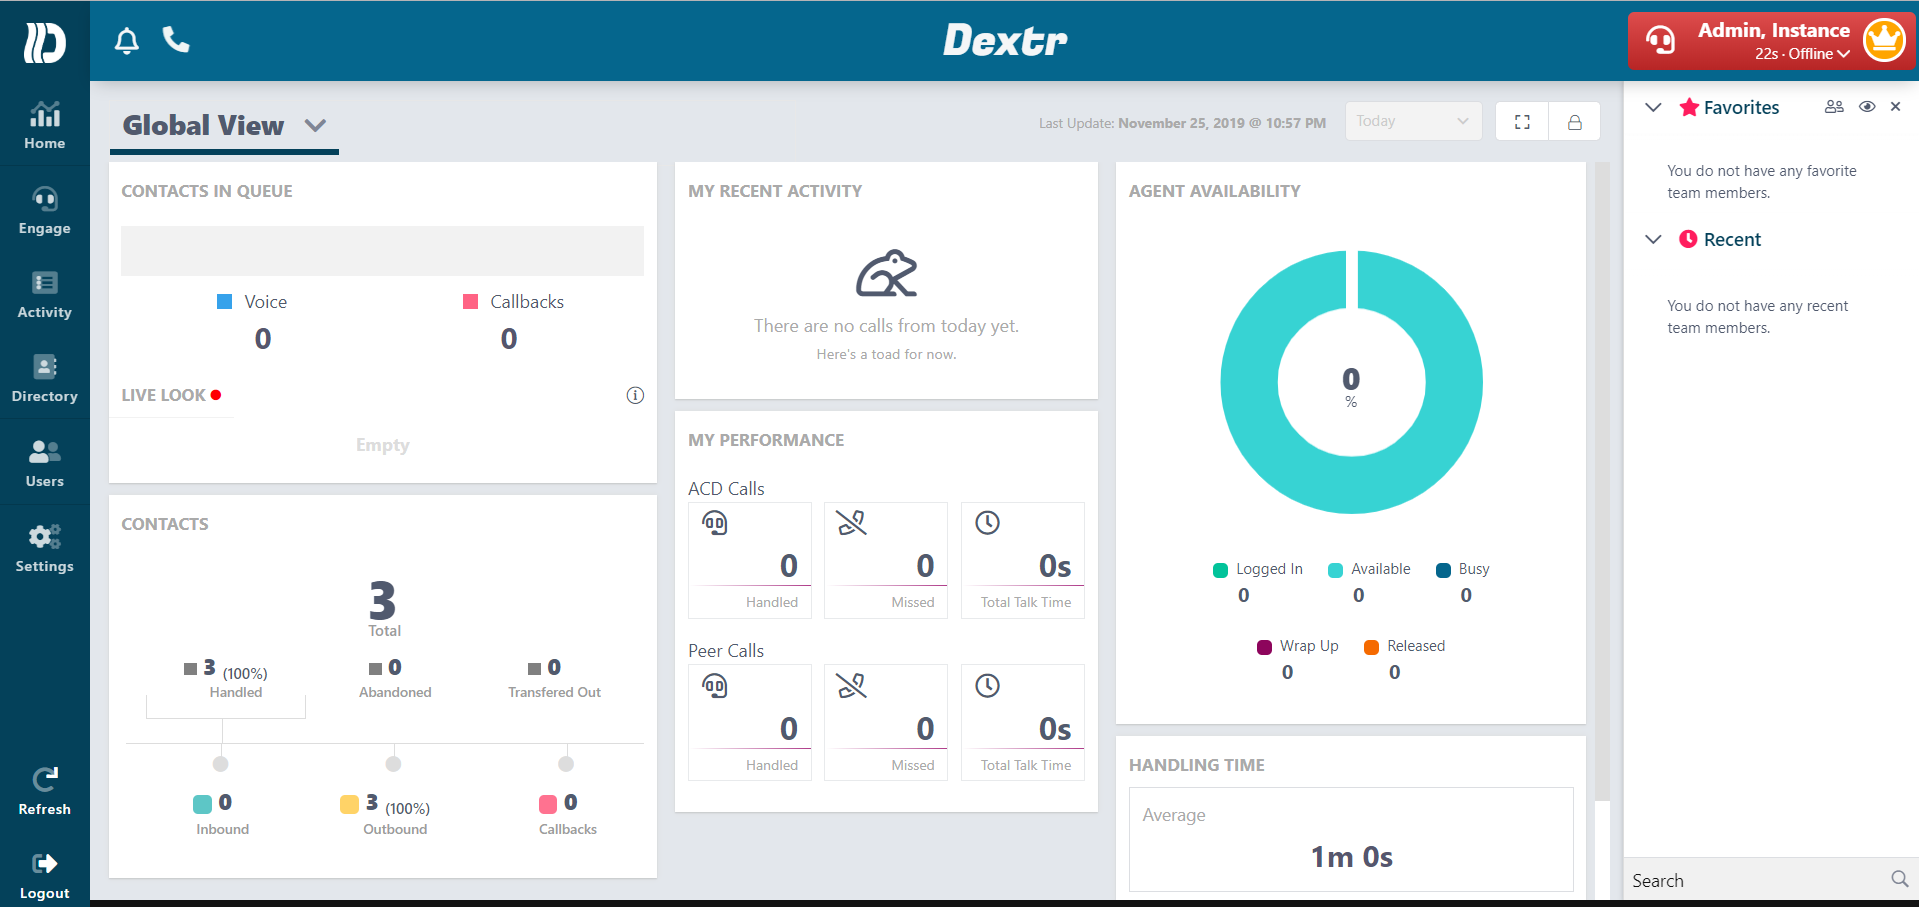 Dextr
Admin, Instance
22s · Offline
Home
Engage
Activity
Directory
Users
Settings
Refresh
Logout
Global View
Last Update: November 25, 2019 @ 10:57 PM
Today
CONTACTS IN QUEUE
Voice
0
Callbacks
0
LIVE LOOK
Empty
CONTACTS
3
Total
3 (100%)
Handled
0
Abandoned
0
Transfered Out
0
Inbound
3 (100%)
Outbound
0
Callbacks
MY RECENT ACTIVITY
There are no calls from today yet.
Here's a toad for now.
MY PERFORMANCE
ACD Calls
0
Handled
0
Missed
0s
Total Talk Time
Peer Calls
0
Handled
0
Missed
0s
Total Talk Time
AGENT AVAILABILITY
0
%
Logged In
0
Available
0
Busy
0
Wrap Up
0
Released
0
HANDLING TIME
Average
1m 0s
Favorites
You do not have any favorite
team members.
Recent
You do not have any recent
team members.
Search